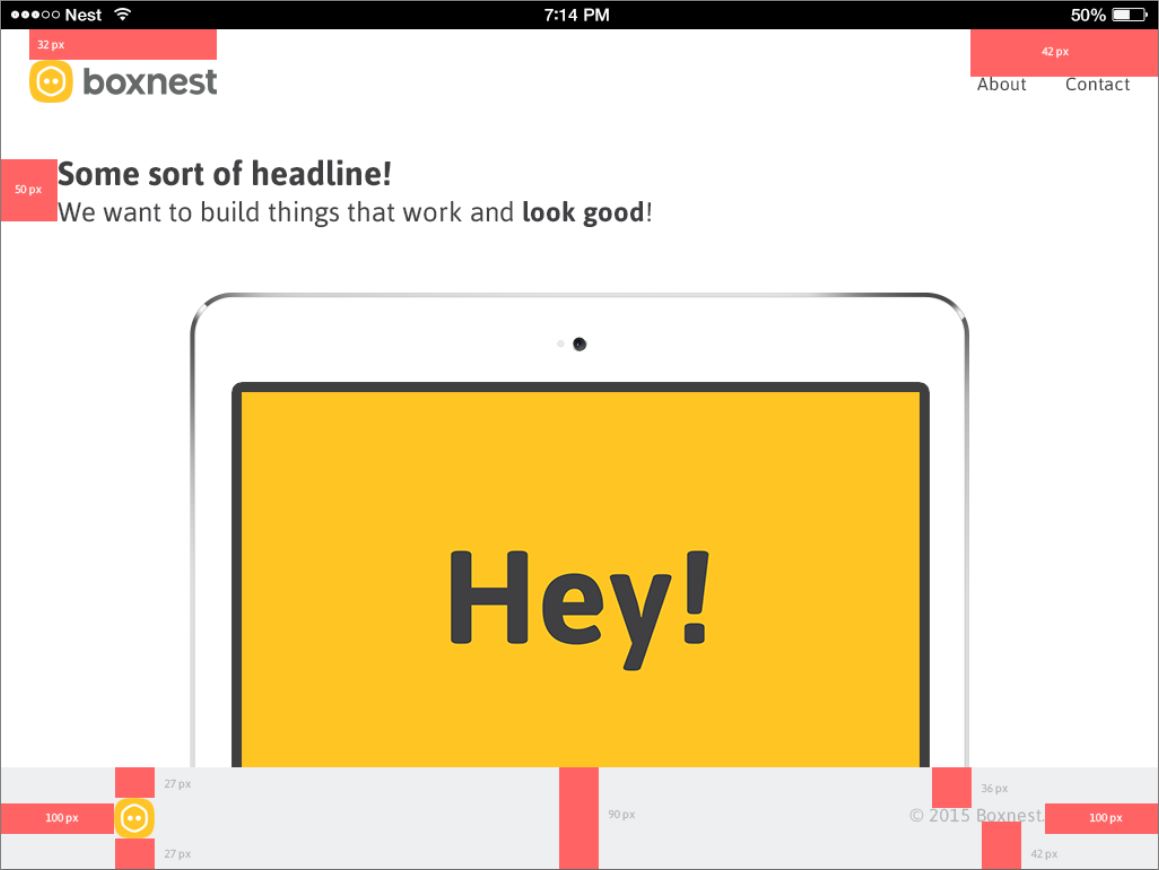 Nest 7:14 PM 50%
32 px
42 px
boxnest
About Contact
Some sort of headline!
50 px
We want to build things that work and look good!
Hey!
27 px
36 px
100 px
90 px
© 2015 Boxnest.
100 px
27 px
42 px